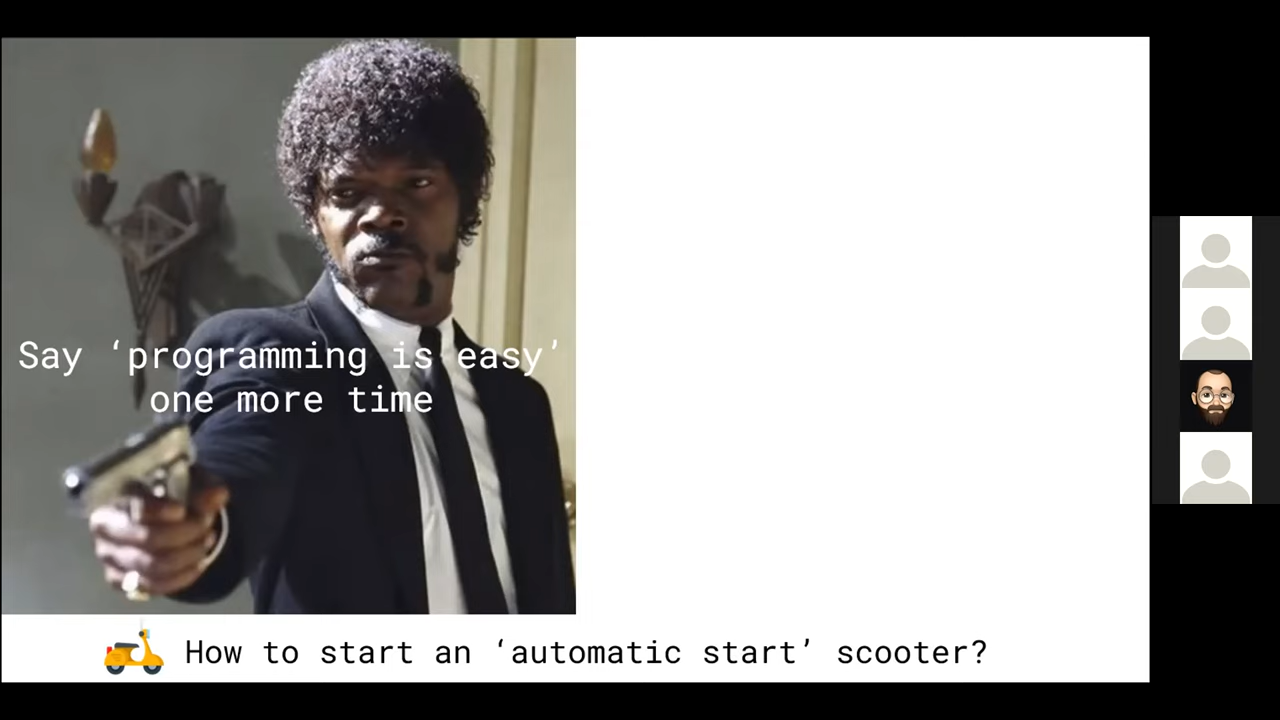 Say ‘programming is easy’
one more time
How to start an ‘automatic start’ scooter?